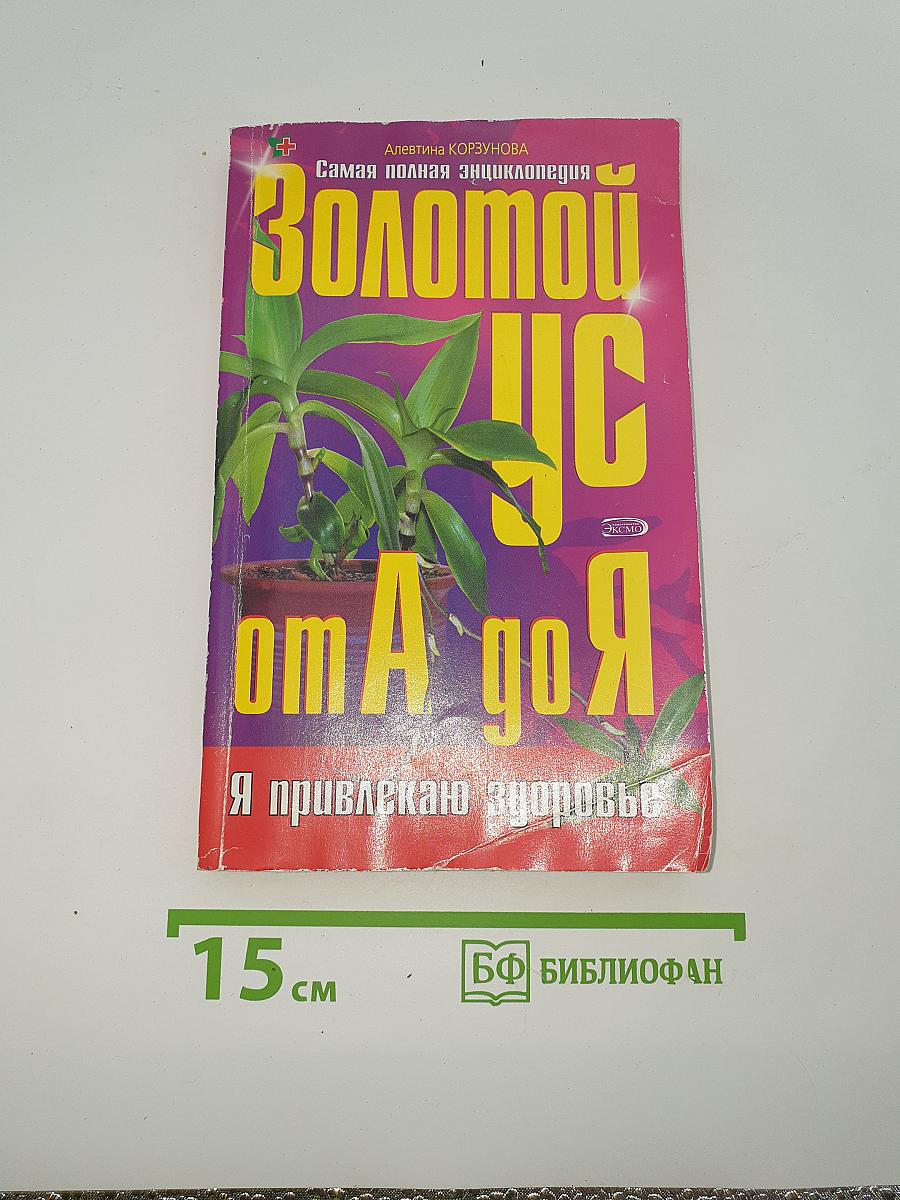 Алевтина КОРЗУНОВА
Самая полная энциклопедия
Золотой
ус
ЭКСМО
от А до Я
Я привлекаю здоровье
15 см
БФ БИБЛИОФАН